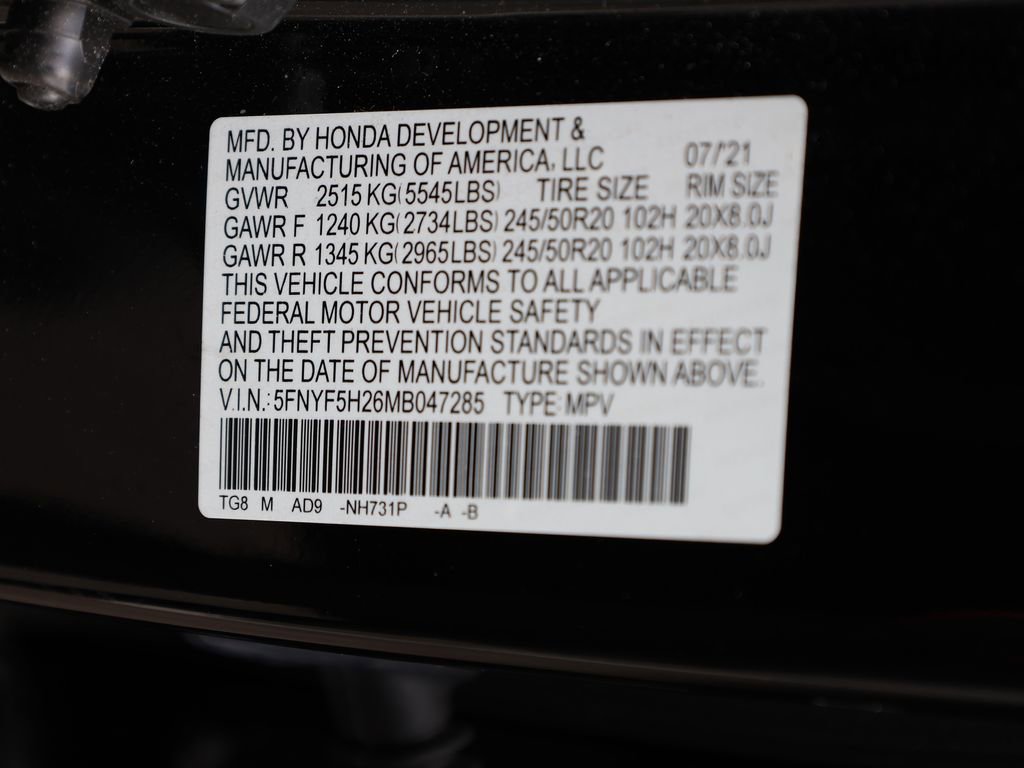 MFD. BY HONDA DEVELOPMENT &
MANUFACTURING OF AMERICA, LLC 07/'21
GVWR 2515 KG(5545LBS) TIRE SIZE RIM SIZE
GAWR F 1240 KG(2734LBS) 245/50R20 102H 20X8.0J
GAWR R 1345 KG(2965LBS) 245/50R20 102H 20X8.0J
THIS VEHICLE CONFORMS TO ALL APPLICABLE
FEDERAL MOTOR VEHICLE SAFETY
AND THEFT PREVENTION STANDARDS IN EFFECT
ON THE DATE OF MANUFACTURE SHOWN ABOVE.
V.I.N.: 5FNYF5H26MB047285 TYPE: MPV
TG8 M AD9 -NH731P -A -B